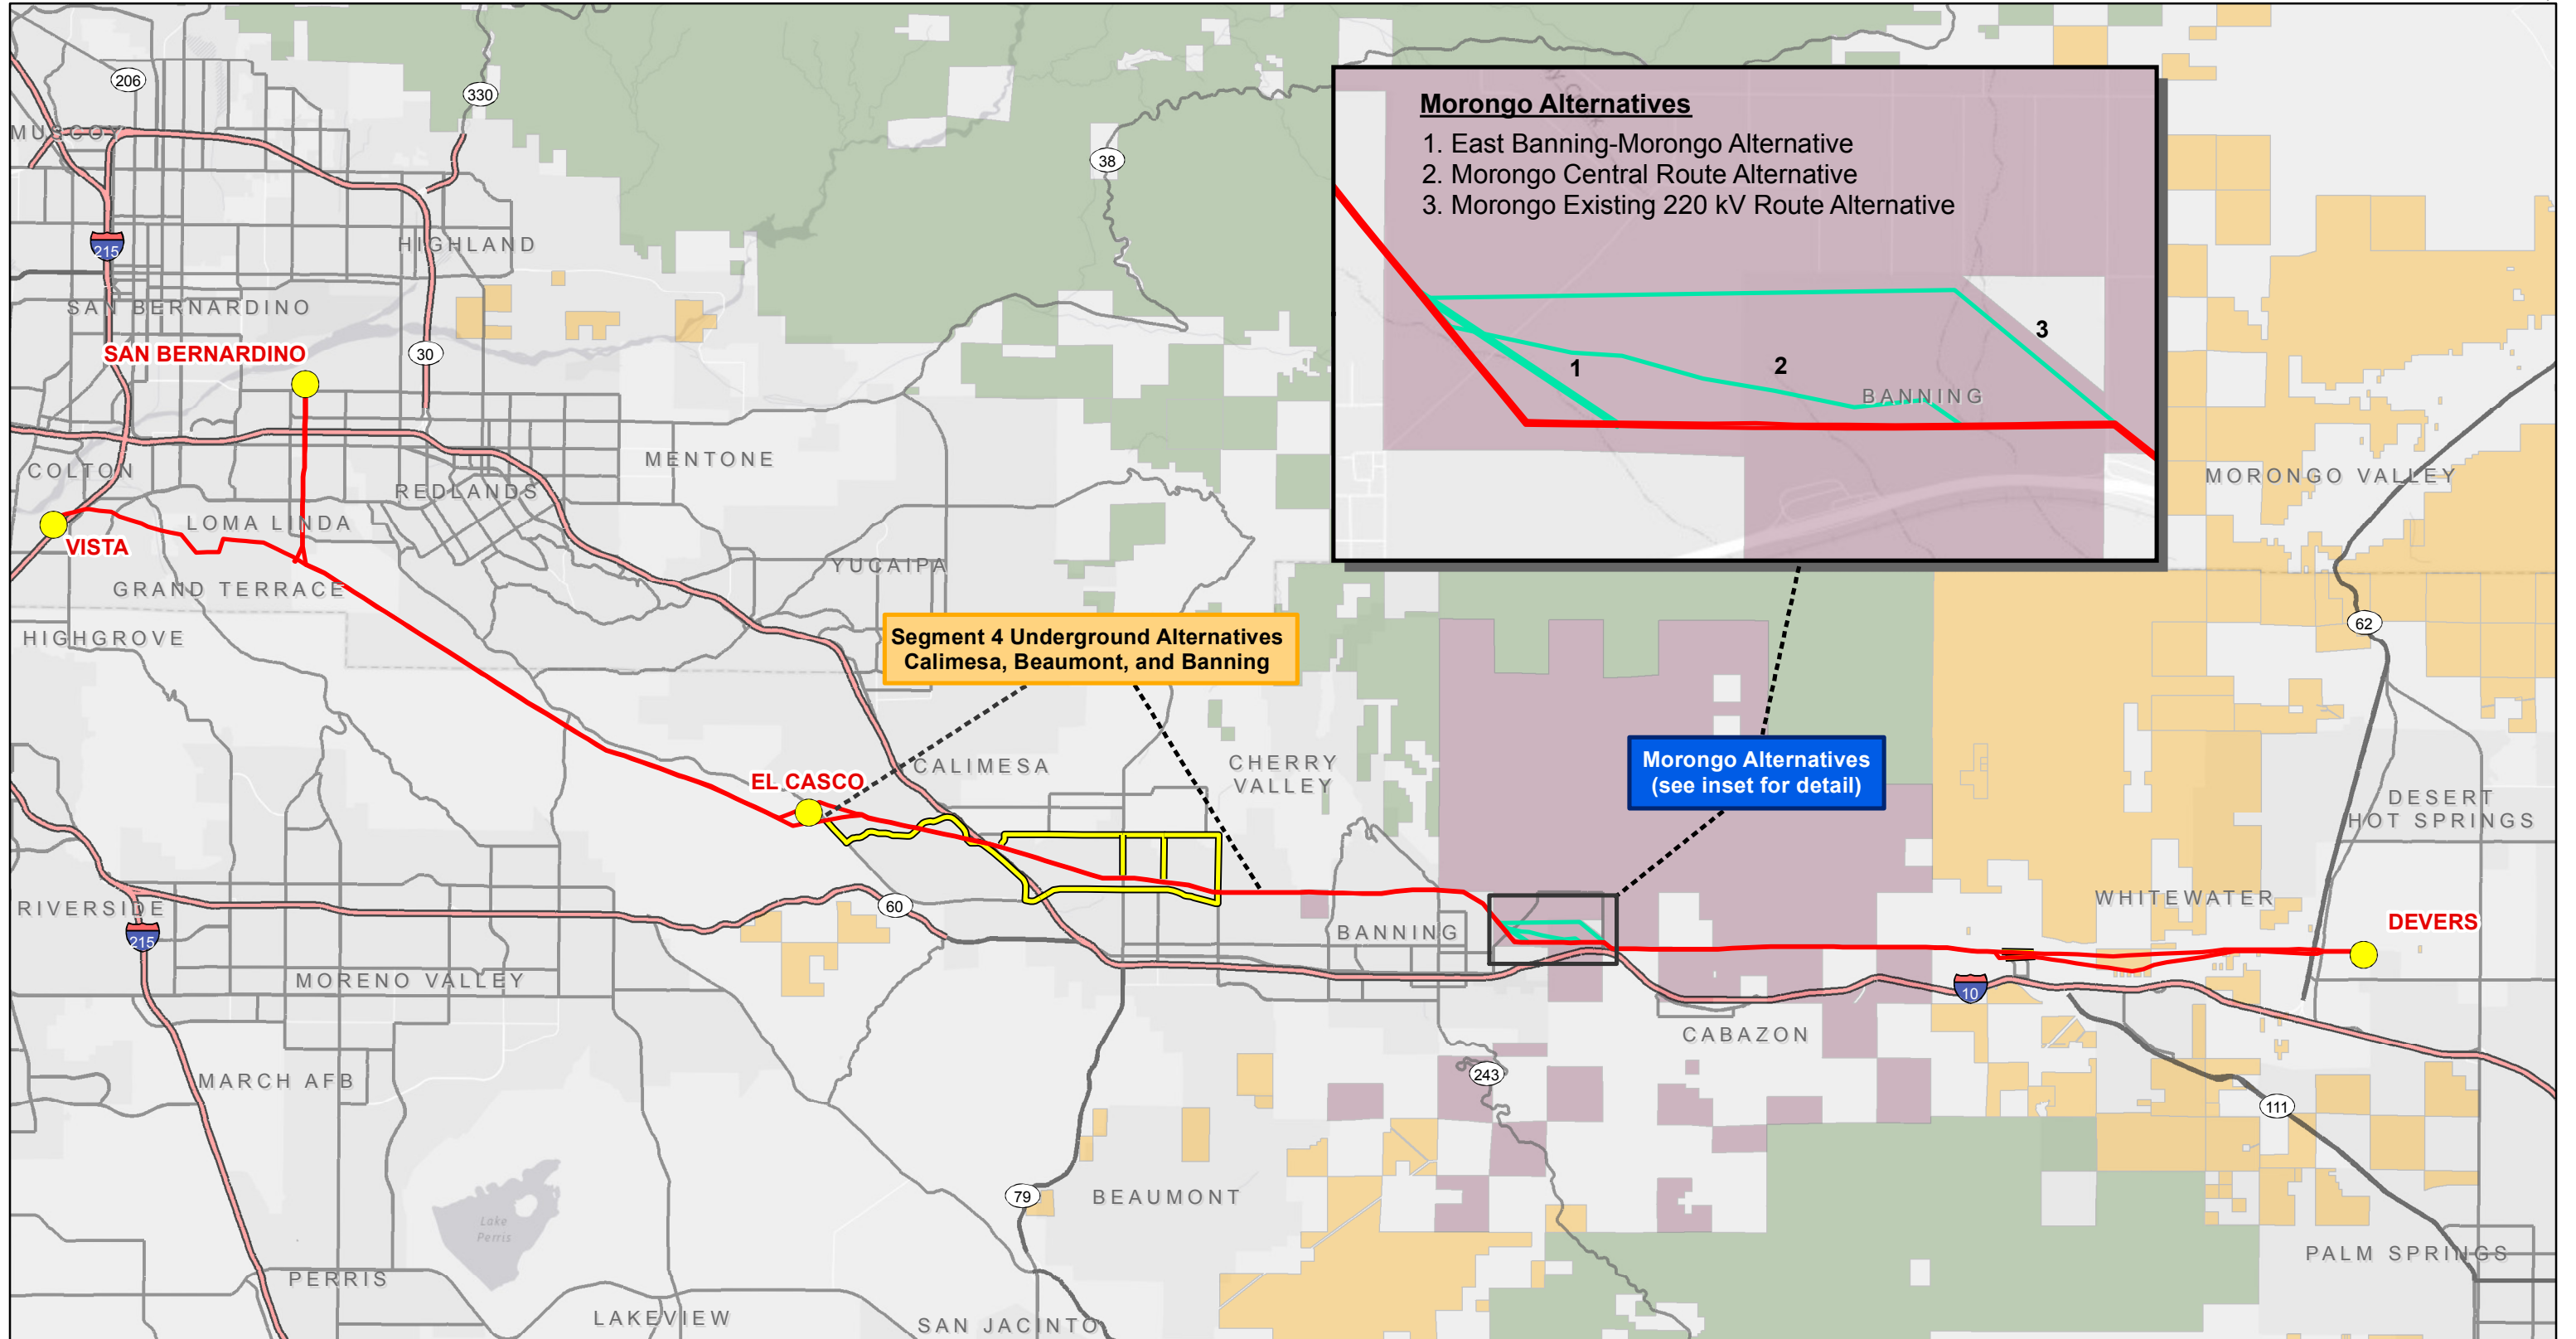 206
330
MUSCOY
38
Morongo Alternatives
1. East Banning-Morongo Alternative
2. Morongo Central Route Alternative
3. Morongo Existing 220 kV Route Alternative
215
HIGHLAND
SAN BERNARDINO
SAN BERNARDINO
30
3
1
2
BANNING
COLTON
MENTONE
REDLANDS
MORONGO VALLEY
LOMA LINDA
VISTA
YUCAIPA
GRAND TERRACE
HIGHGROVE
62
Segment 4 Underground Alternatives
Calimesa, Beaumont, and Banning
CALIMESA
CHERRY
VALLEY
Morongo Alternatives
(see inset for detail)
EL CASCO
DESERT
HOT SPRINGS
RIVERSIDE
60
WHITEWATER
DEVERS
215
BANNING
MORENO VALLEY
10
CABAZON
MARCH AFB
243
111
79
BEAUMONT
Lake
Perris
PALM SPRINGS
PERRIS
LAKEVIEW
SAN JACINTO